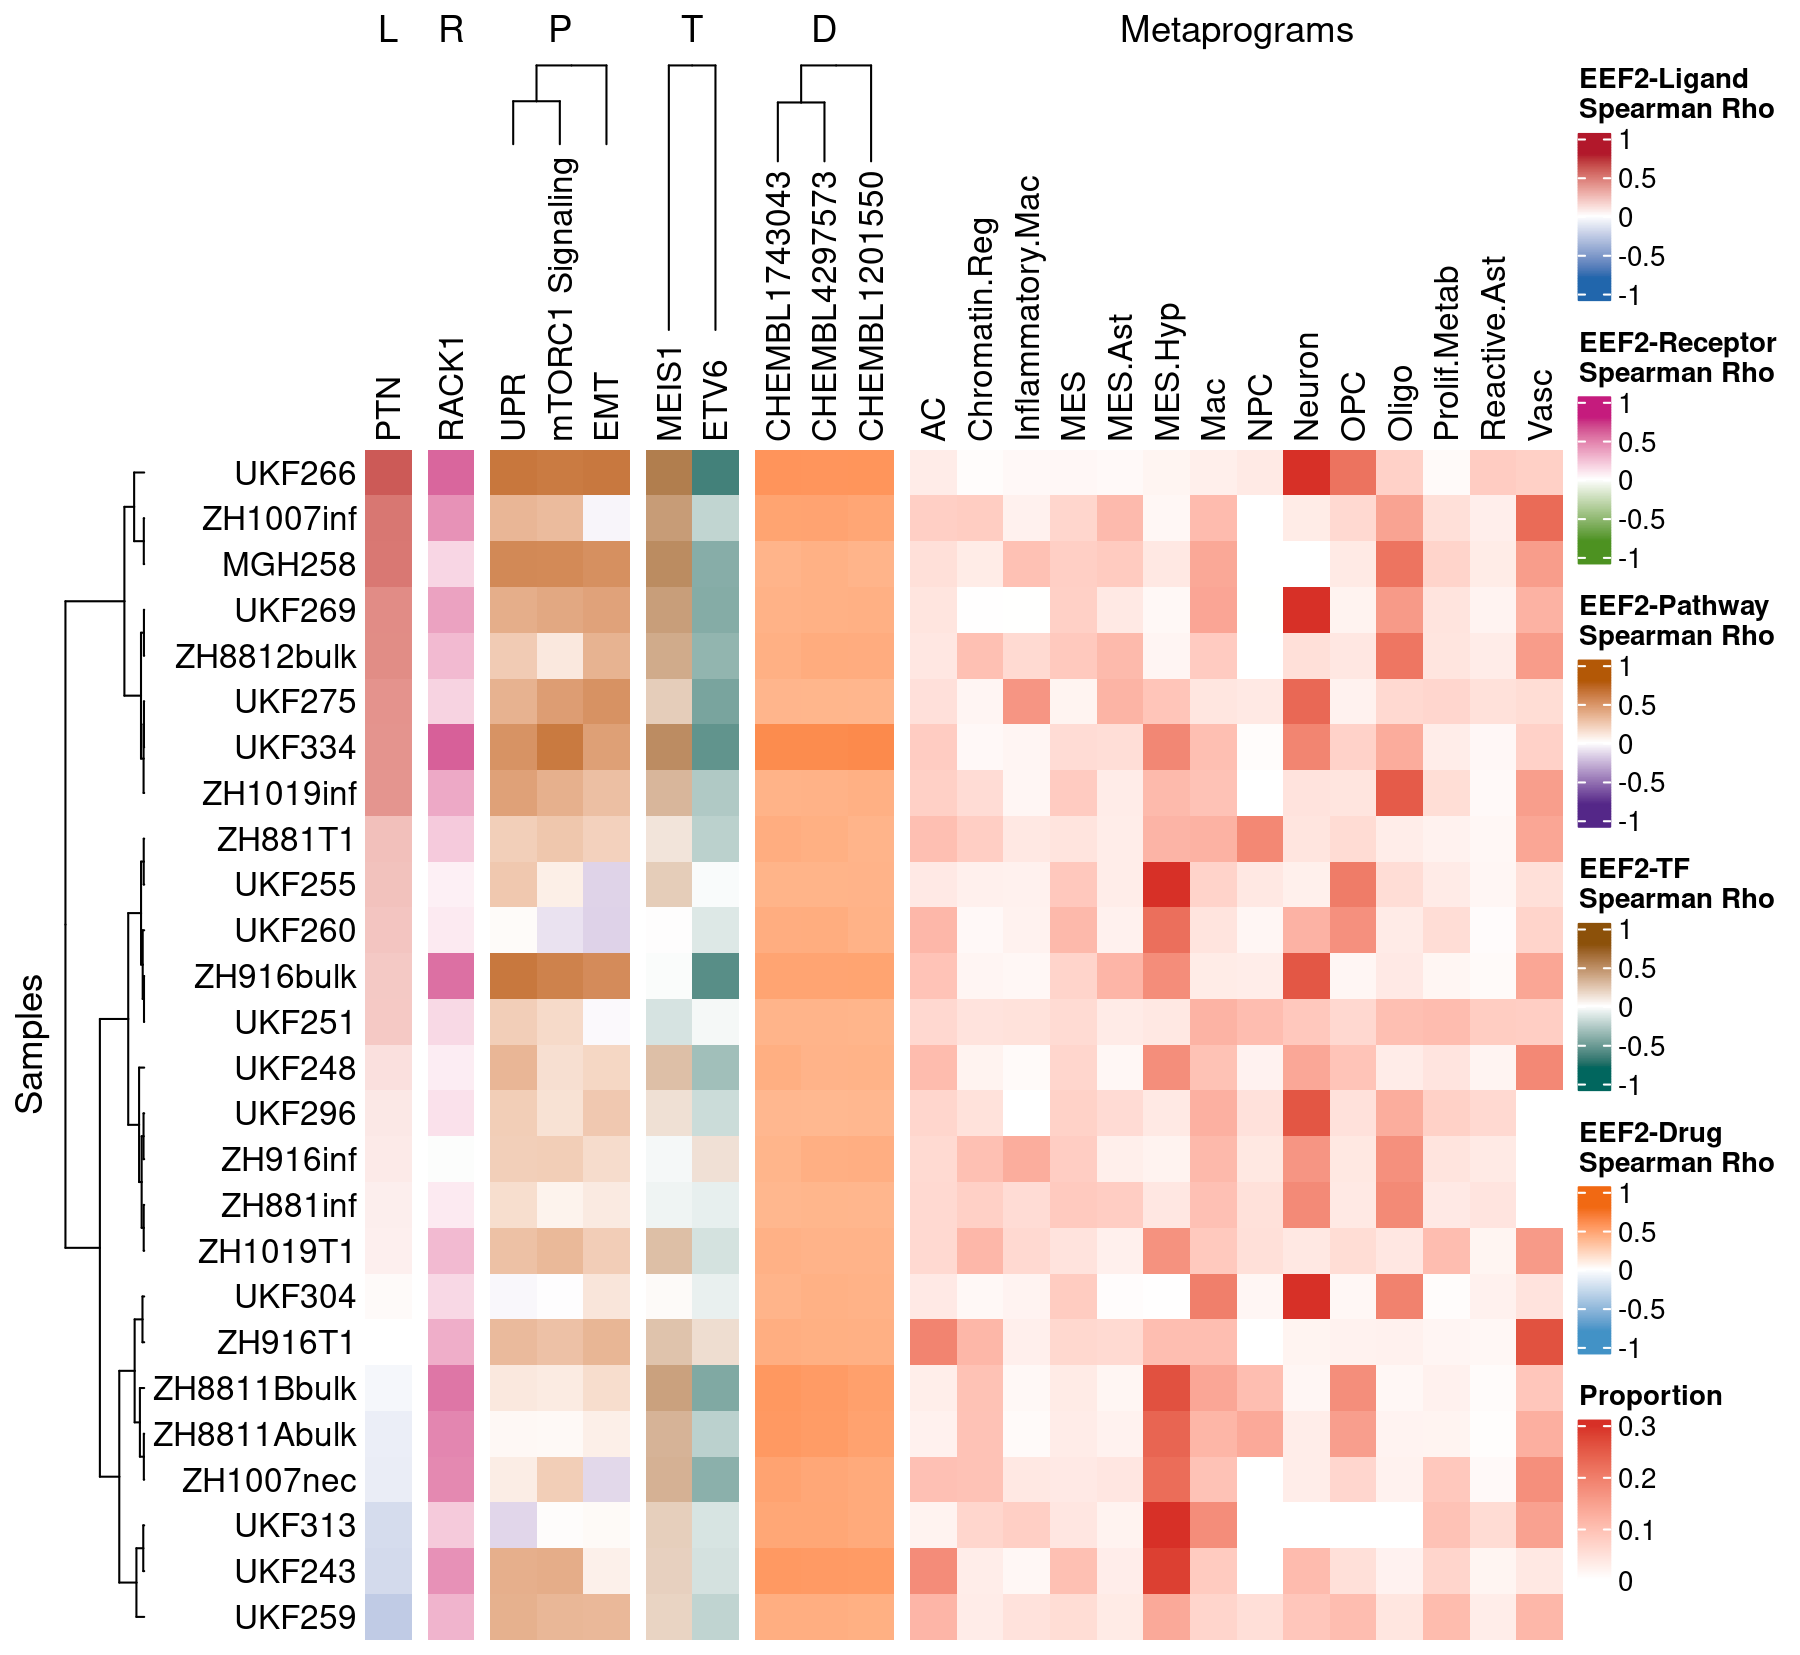 L R P T D Metaprograms
PTN
RACK1
UPR
mTORC1 Signaling
EMT
MEIS1
ETV6
CHEMBL1743043
CHEMBL4297573
CHEMBL1201550
AC
Chromatin.Reg
Inflammatory.Mac
MES
MES.Ast
MES.Hyp
Mac
NPC
Neuron
OPC
Oligo
Prolif.Metab
Reactive.Ast
Vasc
Samples
UKF266
ZH1007inf
MGH258
UKF269
ZH8812bulk
UKF275
UKF334
ZH1019inf
ZH881T1
UKF255
UKF260
ZH916bulk
UKF251
UKF248
UKF296
ZH916inf
ZH881inf
ZH1019T1
UKF304
ZH916T1
ZH8811Bbulk
ZH8811Abulk
ZH1007nec
UKF313
UKF243
UKF259
EEF2-Ligand
Spearman Rho
1
0.5
0
-0.5
-1
EEF2-Receptor
Spearman Rho
1
0.5
0
-0.5
-1
EEF2-Pathway
Spearman Rho
1
0.5
0
-0.5
-1
EEF2-TF
Spearman Rho
1
0.5
0
-0.5
-1
EEF2-Drug
Spearman Rho
1
0.5
0
-0.5
-1
Proportion
0.3
0.2
0.1
0